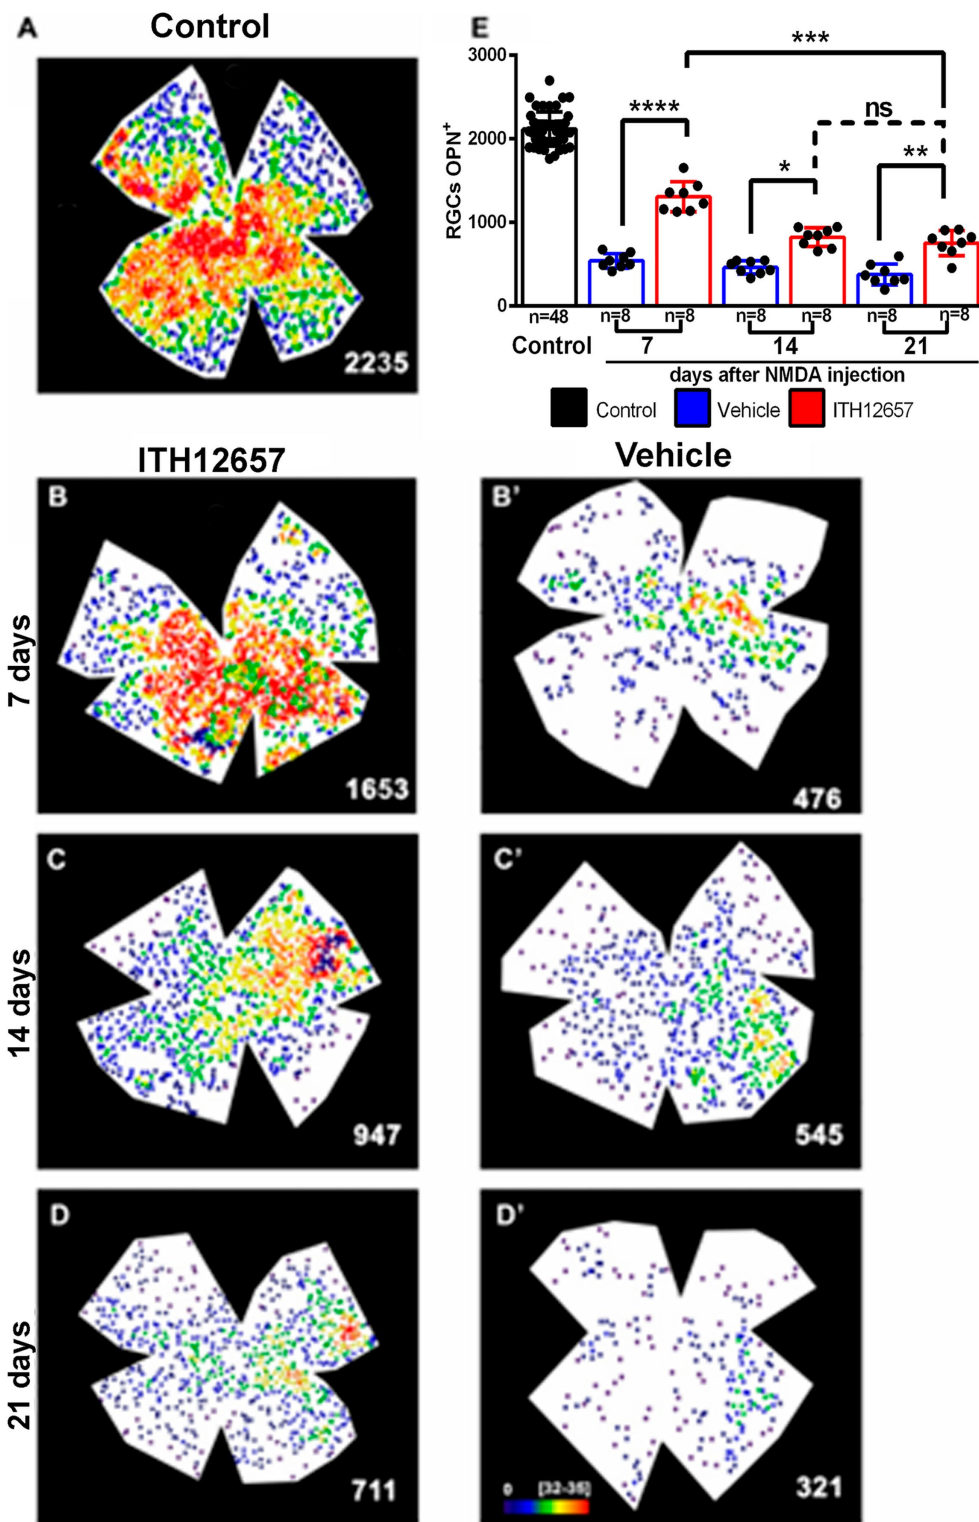 A
Control
2235
E
RGCs OPN+
3000
2000
1000
0
****
***
*
ns
**
n=48
n=8
n=8
n=8
n=8
n=8
n=8
Control
7
14
21
days after NMDA injection
Control
Vehicle
ITH12657
ITH12657
Vehicle
7 days
B
1653
B'
476
14 days
C
947
C'
545
21 days
D
711
D'
0
[32-35]
321